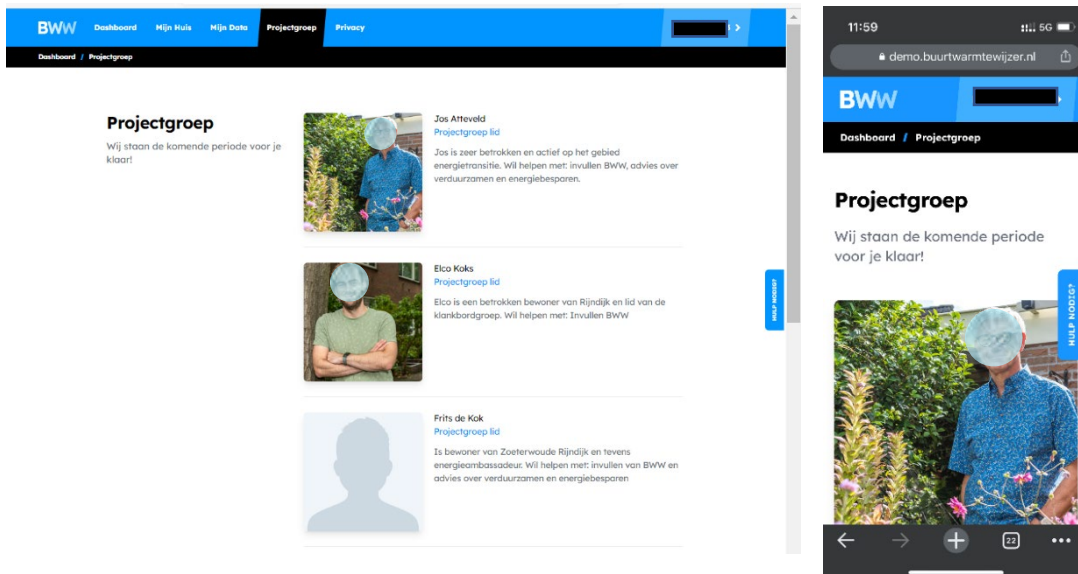 BWW Dashboard Mijn Huis Mijn Data Projectgroep Privacy
Dashboard / Projectgroep
Projectgroep
Wij staan de komende periode voor je
klaar!
Jos Atteveld
Projectgroep lid
Jos is zeer betrokken en actief op het gebied
energietransitie. Wil helpen met: invullen BWW, advies over
verduurzamen en energiebesparen.
Elco Koks
Projectgroep lid
Elco is een betrokken bewoner van Rijndijk en lid van de
klankbordgroep. Wil helpen met: Invullen BWW
Frits de Kok
Projectgroep lid
Is bewoner van Zoeterwoude Rijndijk en tevens
energieambassadeur. Wil helpen met: invullen van BWW en
advies over verduurzamen en energiebesparen
HULP NODIG?
11:59 5G
demo.buurtwarmtewijzer.nl
BWW
Dashboard / Projectgroep
Projectgroep
Wij staan de komende periode
voor je klaar!
HULP NODIG?
22